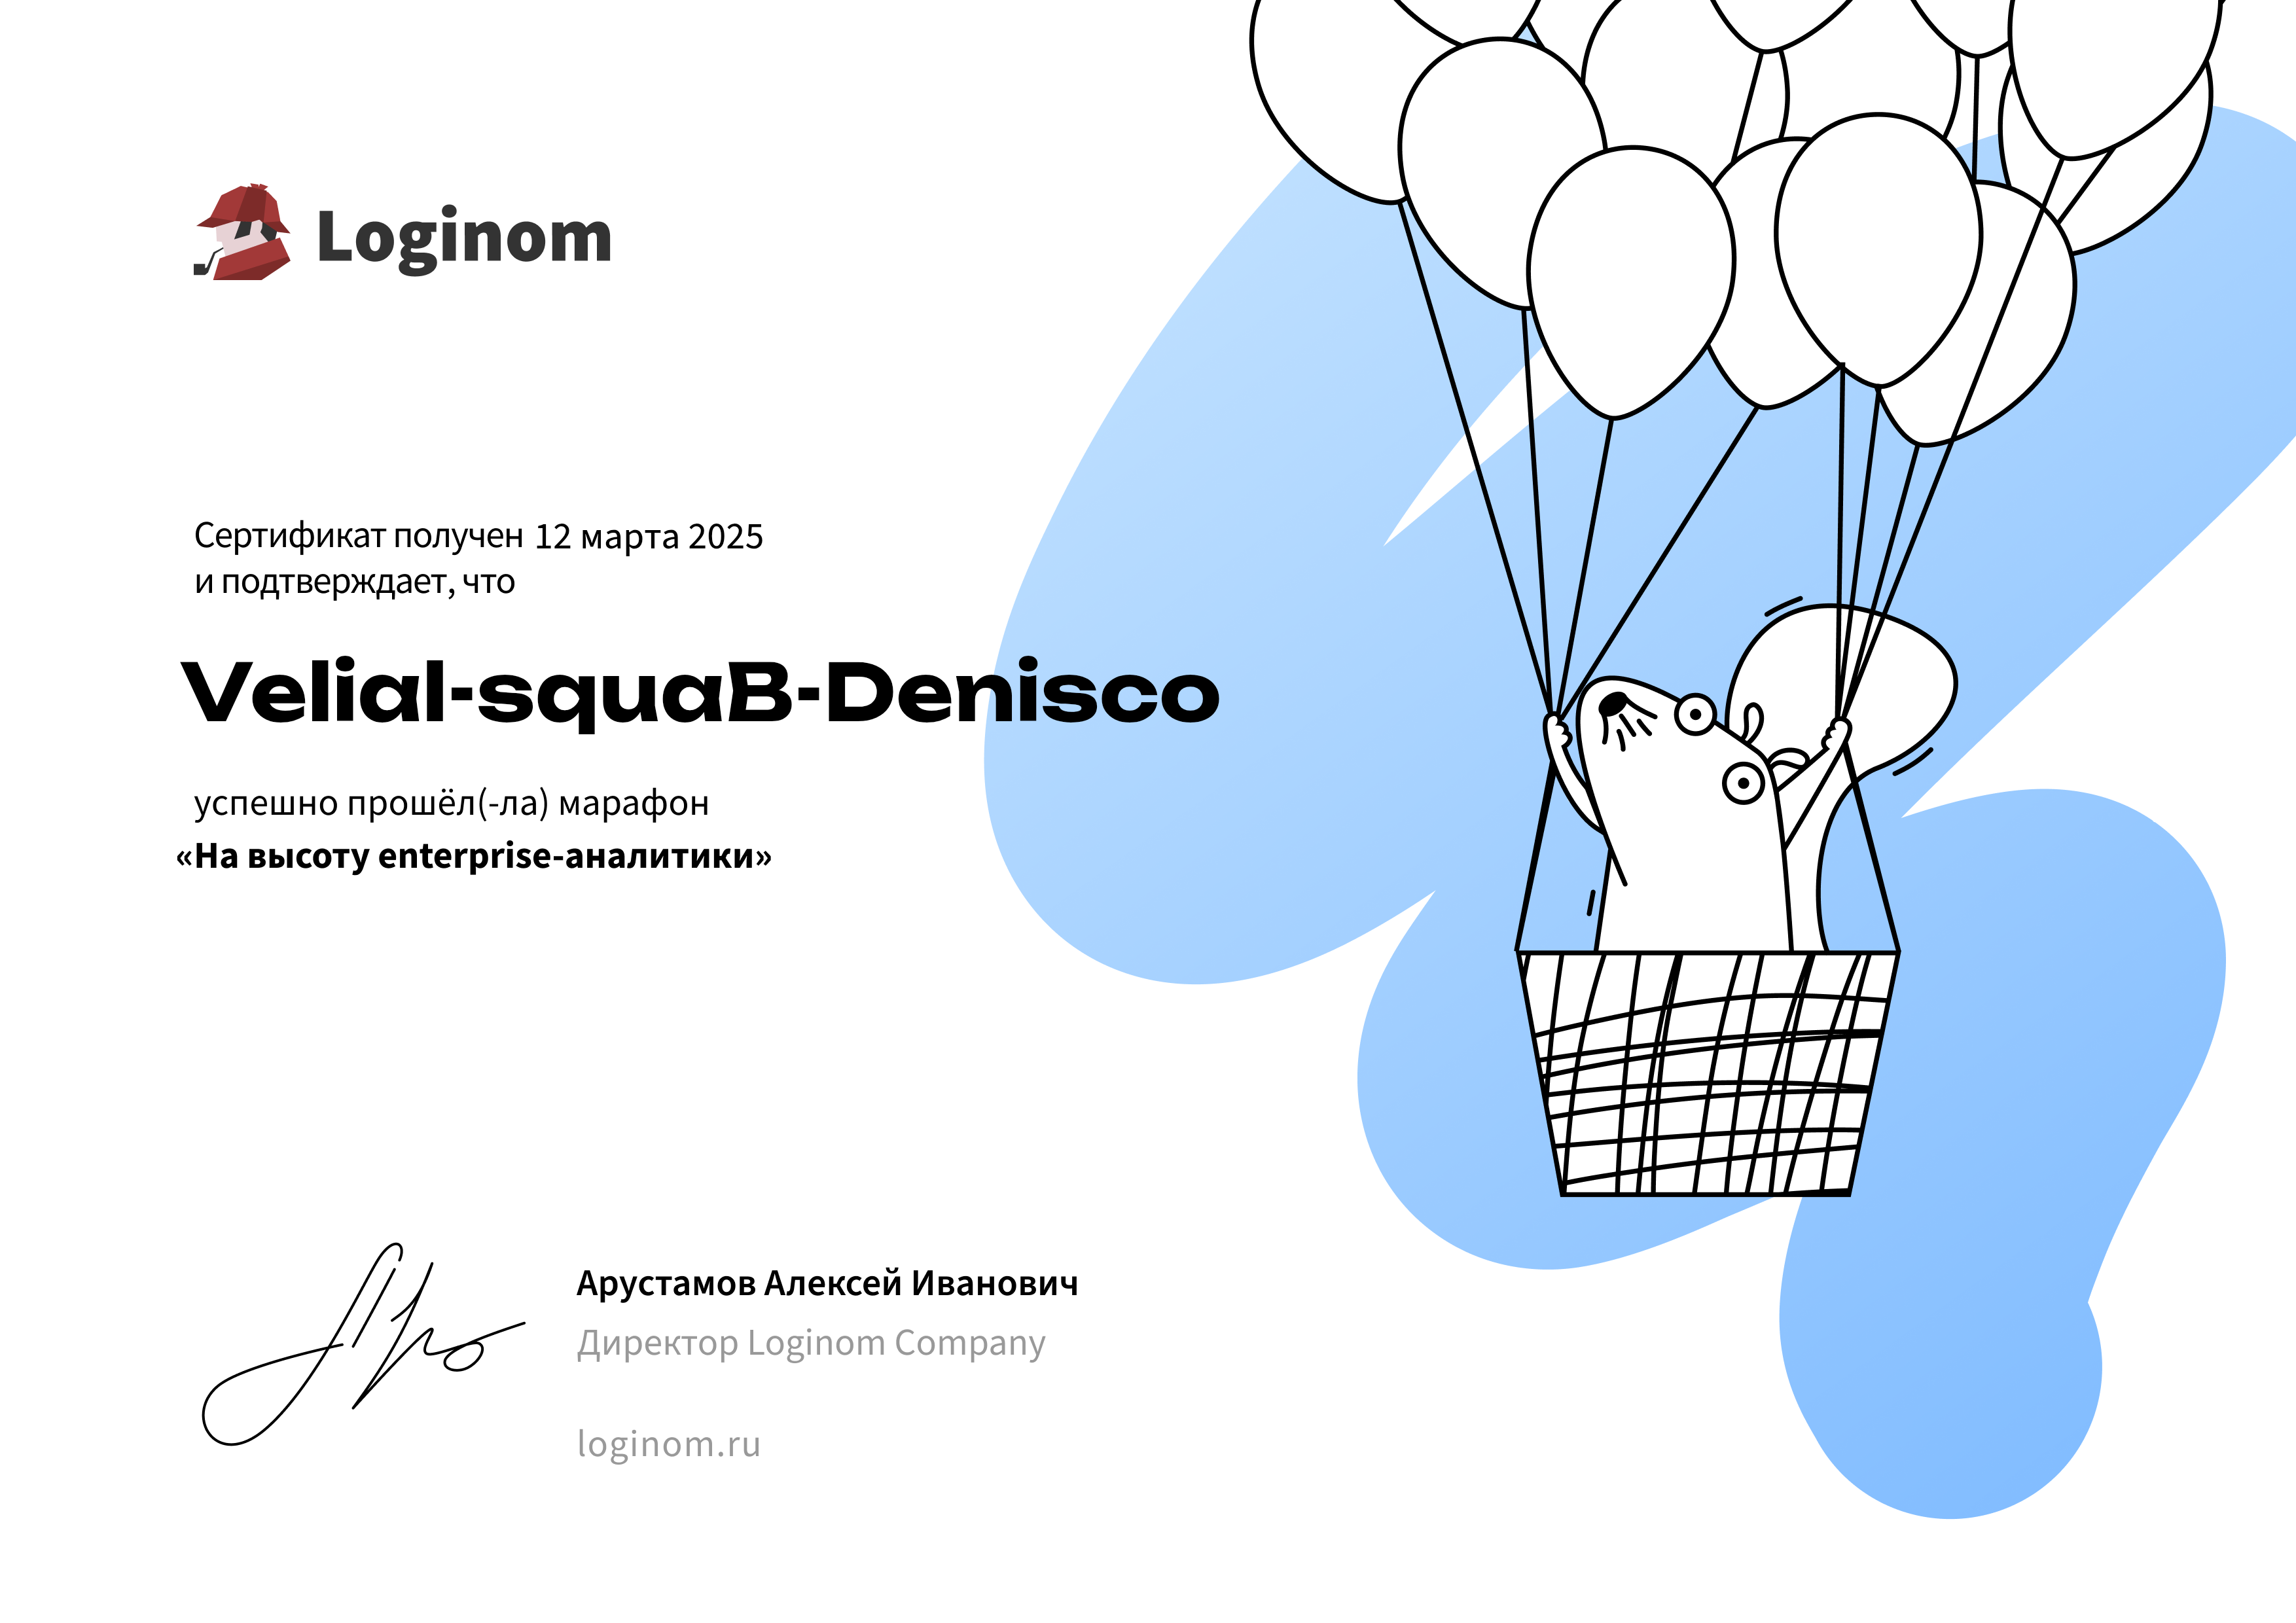 Loginom
Сертификат получен 12 марта 2025
и подтверждает, что
Velial-squaB-Denisco
успешно прошёл(-ла) марафон
«На высоту enterprise-аналитики»
Арустамов Алексей Иванович
Директор Loginom Company
loginom.ru